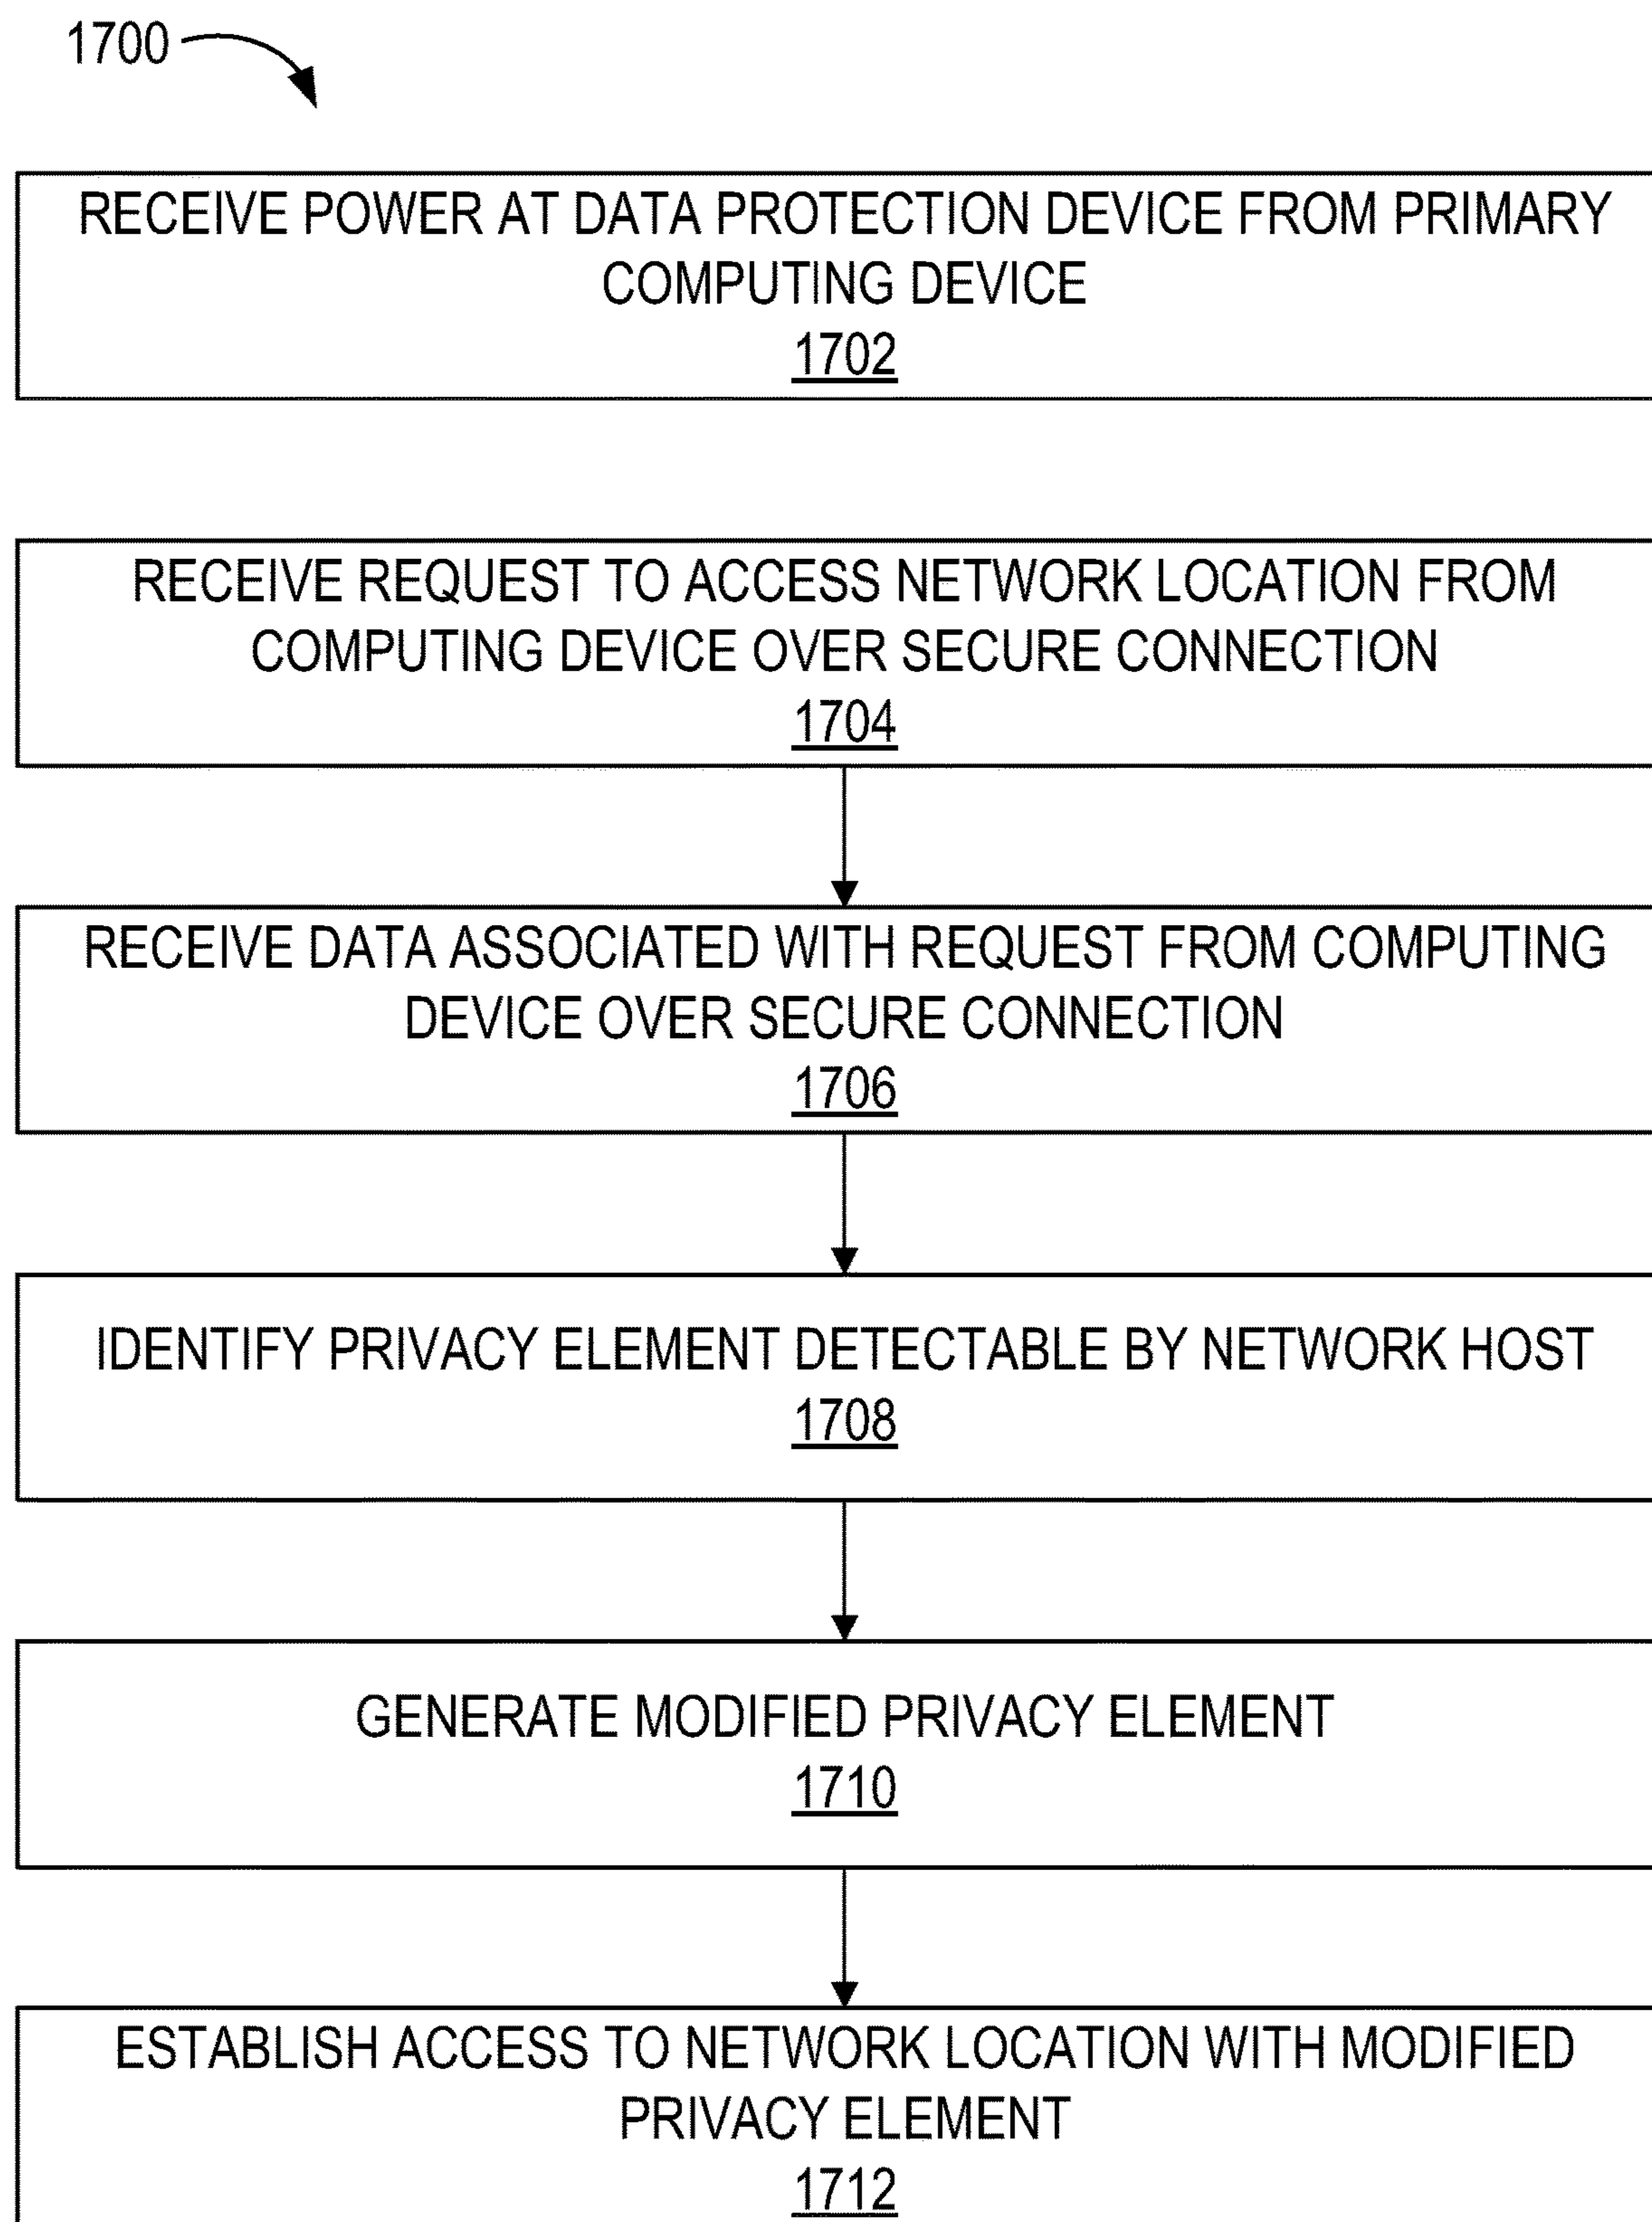 1700
RECEIVE POWER AT DATA PROTECTION DEVICE FROM PRIMARY
COMPUTING DEVICE
1702
RECEIVE REQUEST TO ACCESS NETWORK LOCATION FROM
COMPUTING DEVICE OVER SECURE CONNECTION
1704
RECEIVE DATA ASSOCIATED WITH REQUEST FROM COMPUTING
DEVICE OVER SECURE CONNECTION
1706
IDENTIFY PRIVACY ELEMENT DETECTABLE BY NETWORK HOST
1708
GENERATE MODIFIED PRIVACY ELEMENT
1710
ESTABLISH ACCESS TO NETWORK LOCATION WITH MODIFIED
PRIVACY ELEMENT
1712